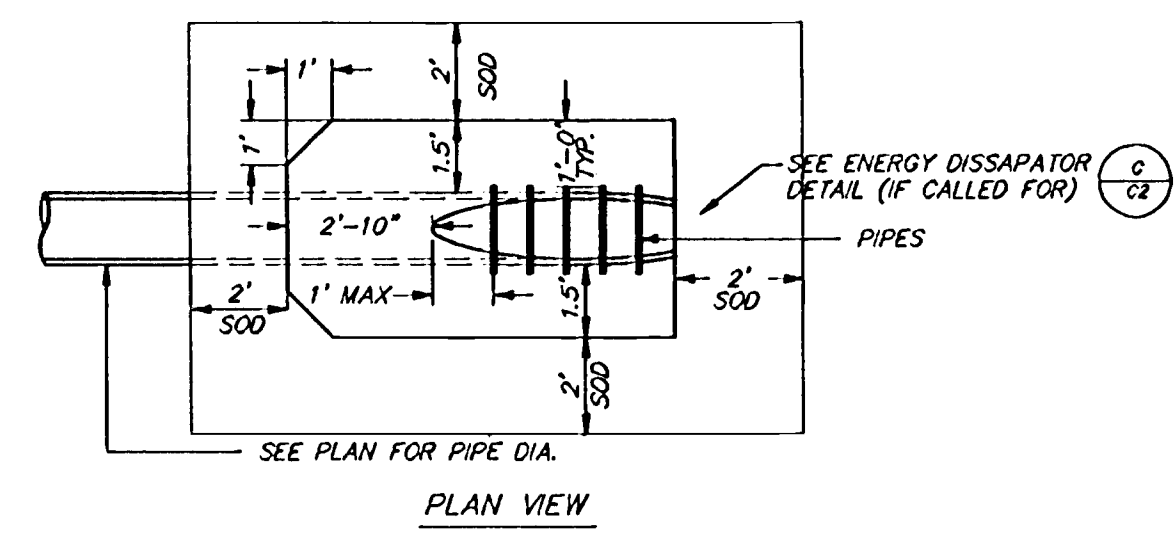 1'
2'
SOD
1'
1.5'
1'-0"
TYP.
SEE ENERGY DISSAPATOR
DETAIL (IF CALLED FOR)
C
C2
2'-10"
PIPES
1' MAX
2'
SOD
2'
SOD
1.5'
2'
SOD
SEE PLAN FOR PIPE DIA.
PLAN VIEW